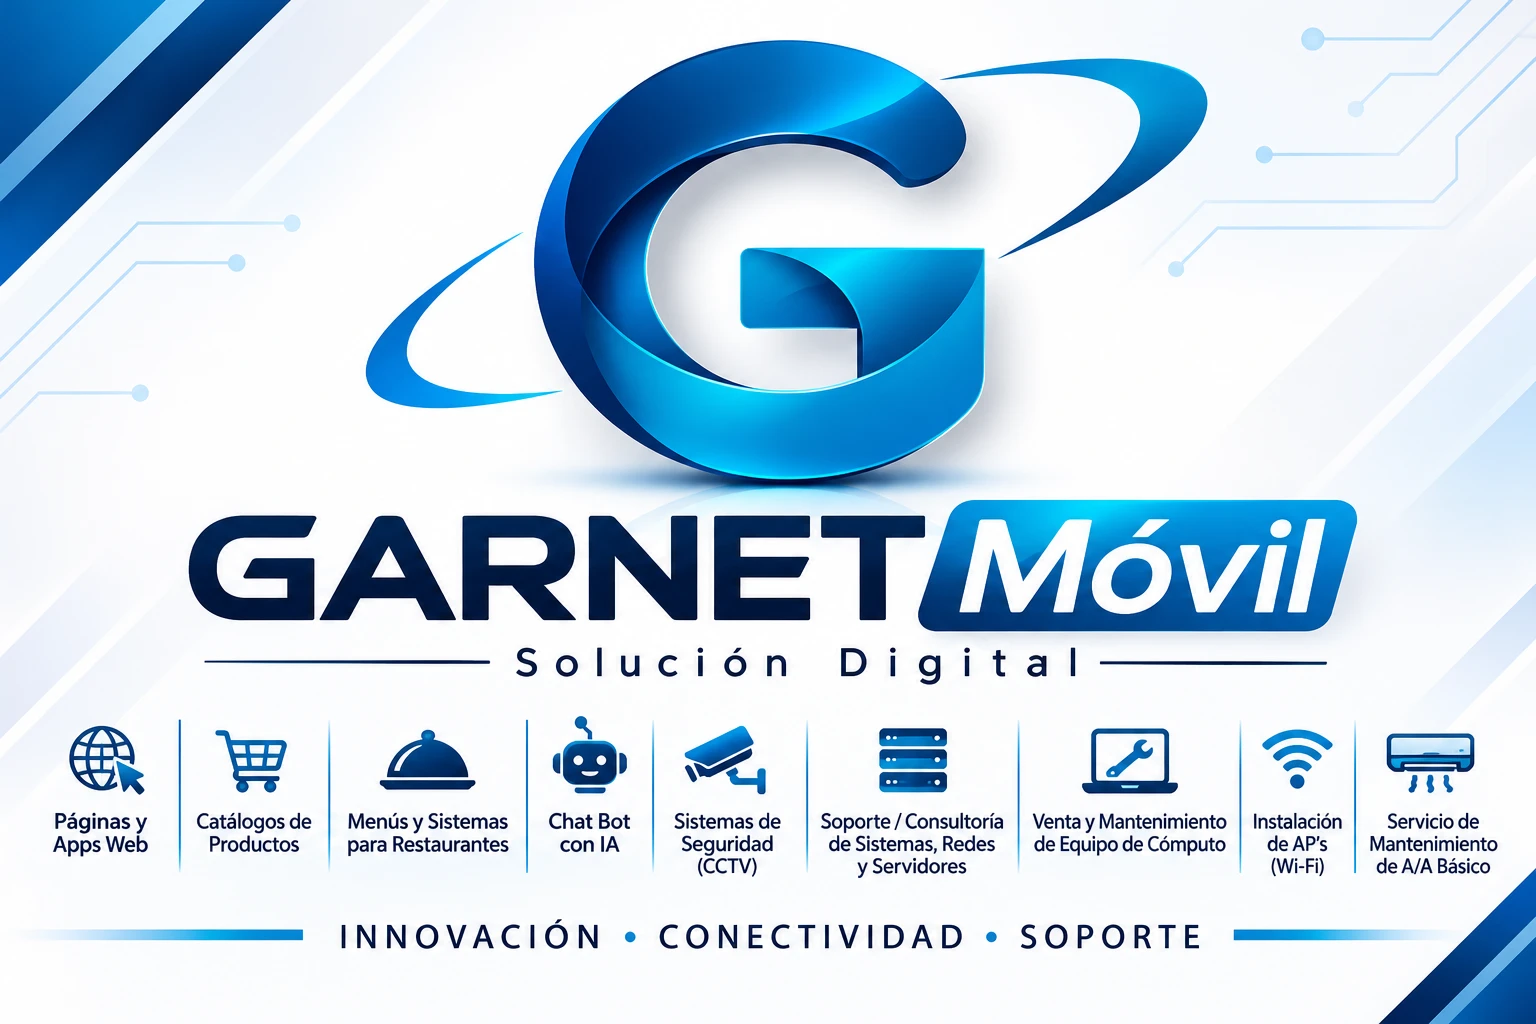 G
GARNET Móvil
Solución Digital
Páginas y
Apps Web
Catálogos de
Productos
Menús y Sistemas
para Restaurantes
Chat Bot
con IA
Sistemas de
Seguridad
(CCTV)
Soporte / Consultoría
de Sistemas, Redes
y Servidores
Venta y Mantenimiento
de Equipo de Cómputo
Instalación
de AP's
(Wi-Fi)
Servicio de
Mantenimiento
de A/A Básico
INNOVACIÓN • CONECTIVIDAD • SOPORTE